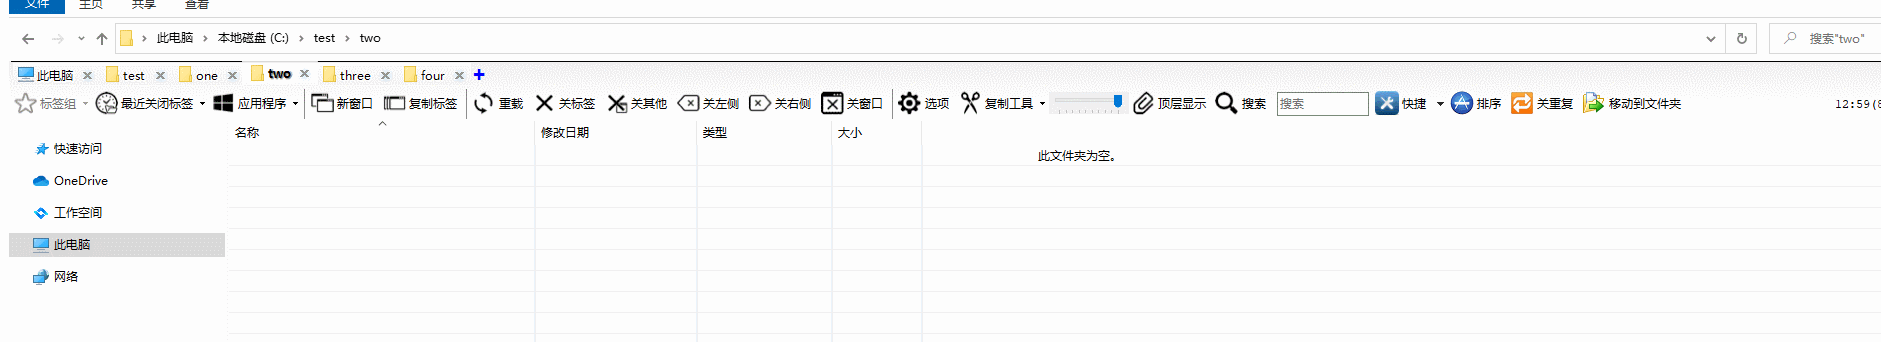 文件 主页 共享 查看
此电脑 本地磁盘 (C:) test two 搜索"two"
此电脑 test one two three four
标签组 最近关闭标签 应用程序 新窗口 复制标签 重载 关标签 关其他 关左侧 关右侧 关窗口 选项 复制工具 顶层显示 搜索 搜索 快捷 排序 关重复 移动到文件夹 12:59(
名称 修改日期 类型 大小
此文件夹为空。
快速访问
OneDrive
工作空间
此电脑
网络